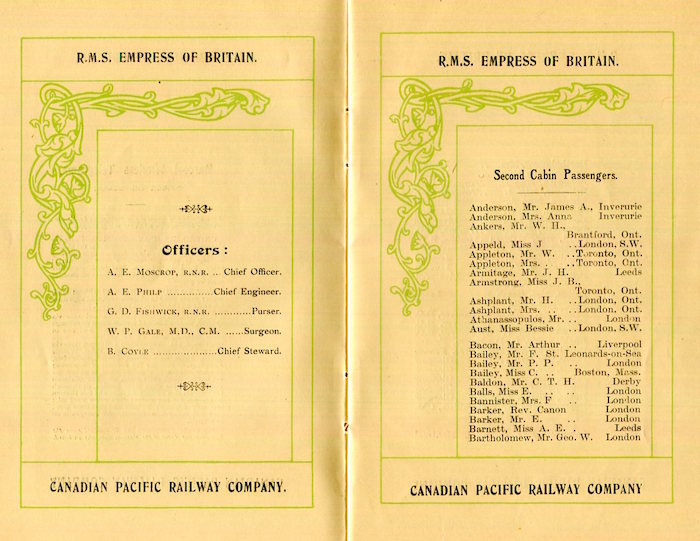 R.M.S. EMPRESS OF BRITAIN.
Officers :
A. E. MOSCROP, R.N.R. .. Chief Officer.
A. E. PHILP ...............Chief Engineer.
G. D. FISHWICK, R.N.R. ............Purser.
W. P. GALE, M.D., C.M. ......Surgeon.
B. COYLE .....................Chief Steward.
CANADIAN PACIFIC RAILWAY COMPANY.
R.M.S. EMPRESS OF BRITAIN.
Second Cabin Passengers.
Anderson, Mr. James A., Inverurie
Anderson, Mrs. Anna Inverurie
Ankers, Mr. W. H.,
Brantford, Ont.
Appeld, Miss J ..London, S.W.
Appleton, Mr. W. ..Toronto, Ont.
Appleton, Mrs. . ..Toronto, Ont.
Armitage, Mr. J. H. Leeds
Armstrong, Miss J. B.,
Toronto, Ont.
Ashplant, Mr. H. ..London, Ont.
Ashplant, Mrs. .. ..London, Ont.
Athanassopulos, Mr. .. London
Aust, Miss Bessie ..London, S.W.
Bacon, Mr. Arthur .. Liverpool
Bailey, Mr. F. St. Leonards-on-Sea
Bailey, Mr. P. P. .. London
Bailey, Miss C. .. Boston, Mass.
Baldon, Mr. C. T. H. Derby
Balls, Miss E. .. .. London
Bannister, Mrs. F .. London
Barker, Rev. Canon London
Barker, Mr. E. .. London
Barnett, Miss A. E. . Leeds
Bartholomew, Mr. Geo. W. London
CANADIAN PACIFIC RAILWAY COMPANY